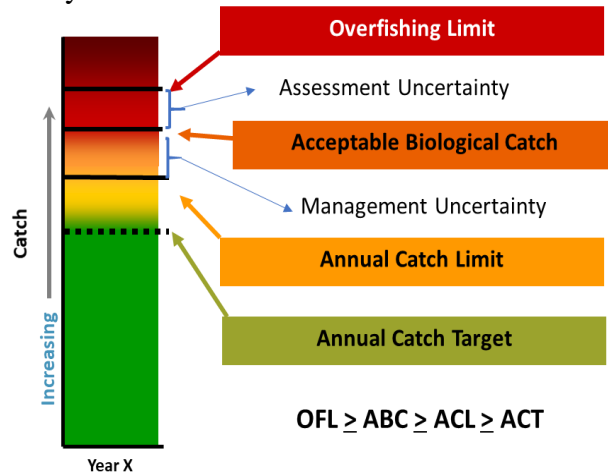 Overfishing Limit
Assessment Uncertainty
Acceptable Biological Catch
Management Uncertainty
Annual Catch Limit
Annual Catch Target
OFL ≥ ABC ≥ ACL ≥ ACT
Catch
Increasing
Year X